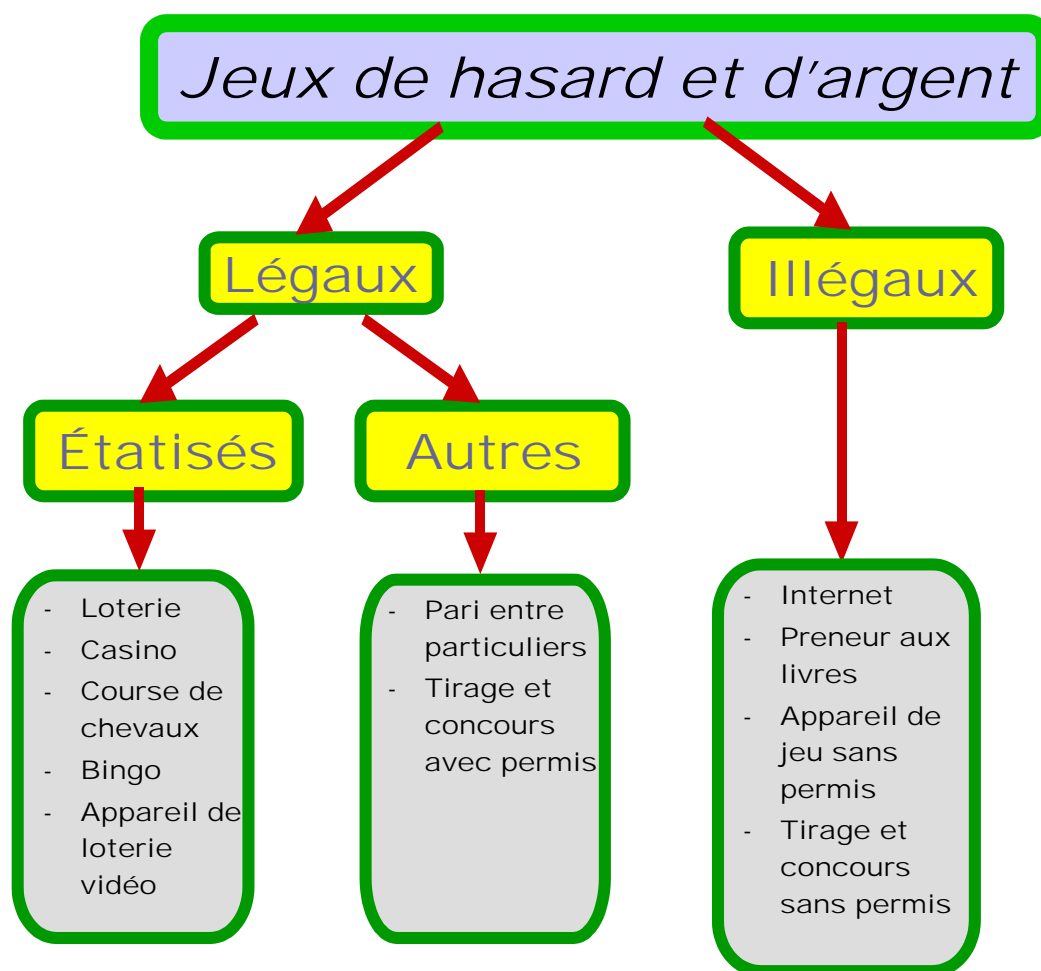 Jeux de hasard et d'argent
Légaux
Illégaux
Étatisés
Autres
- Loterie
- Casino
- Course de
chevaux
- Bingo
- Appareil de
loterie
vidéo
- Pari entre
particuliers
- Tirage et
concours
avec permis
- Internet
- Preneur aux
livres
- Appareil de
jeu sans
permis
- Tirage et
concours
sans permis